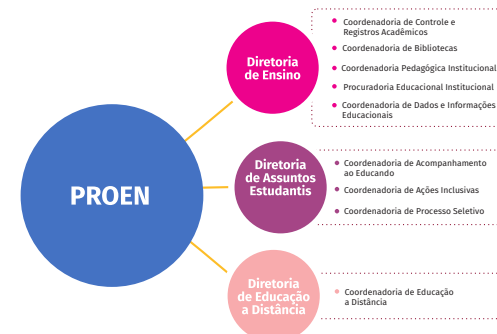 PROEN
Diretoria
de Ensino
Coordenadoria de Controle e
Registros Acadêmicos
Coordenadoria de Bibliotecas
Coordenadoria Pedagógica Institucional
Procuradoria Educacional Institucional
Coordenadoria de Dados e Informações
Educacionais
Diretoria
de Assuntos
Estudantis
Coordenadoria de Acompanhamento
ao Educando
Coordenadoria de Ações Inclusivas
Coordenadoria de Processo Seletivo
Diretoria
de Educação
a Distância
Coordenadoria de Educação
a Distância